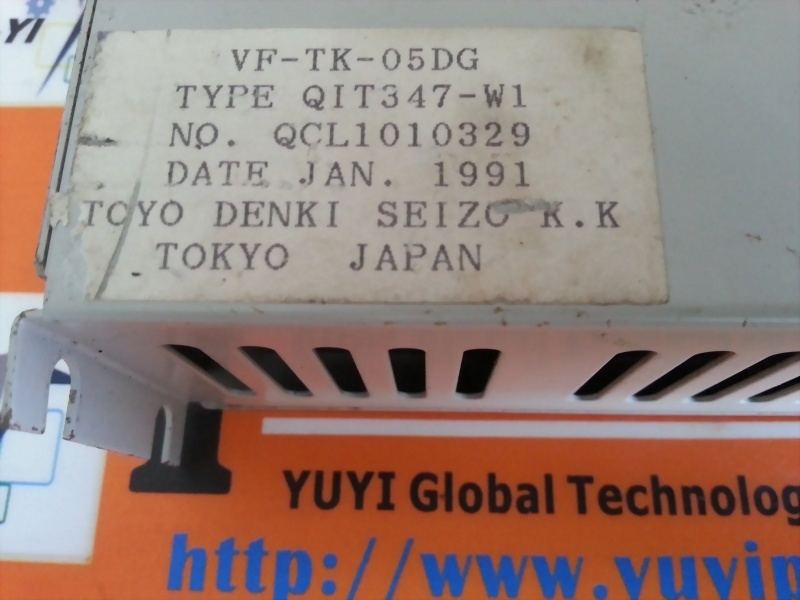 VF-TK-05DG
TYPE QIT347-W1
NO. QCL1010329
DATE JAN. 1991
TOYO DENKI SEIZO K.K
TOKYO JAPAN
YUYI Global Technolog
http://www.yuyip